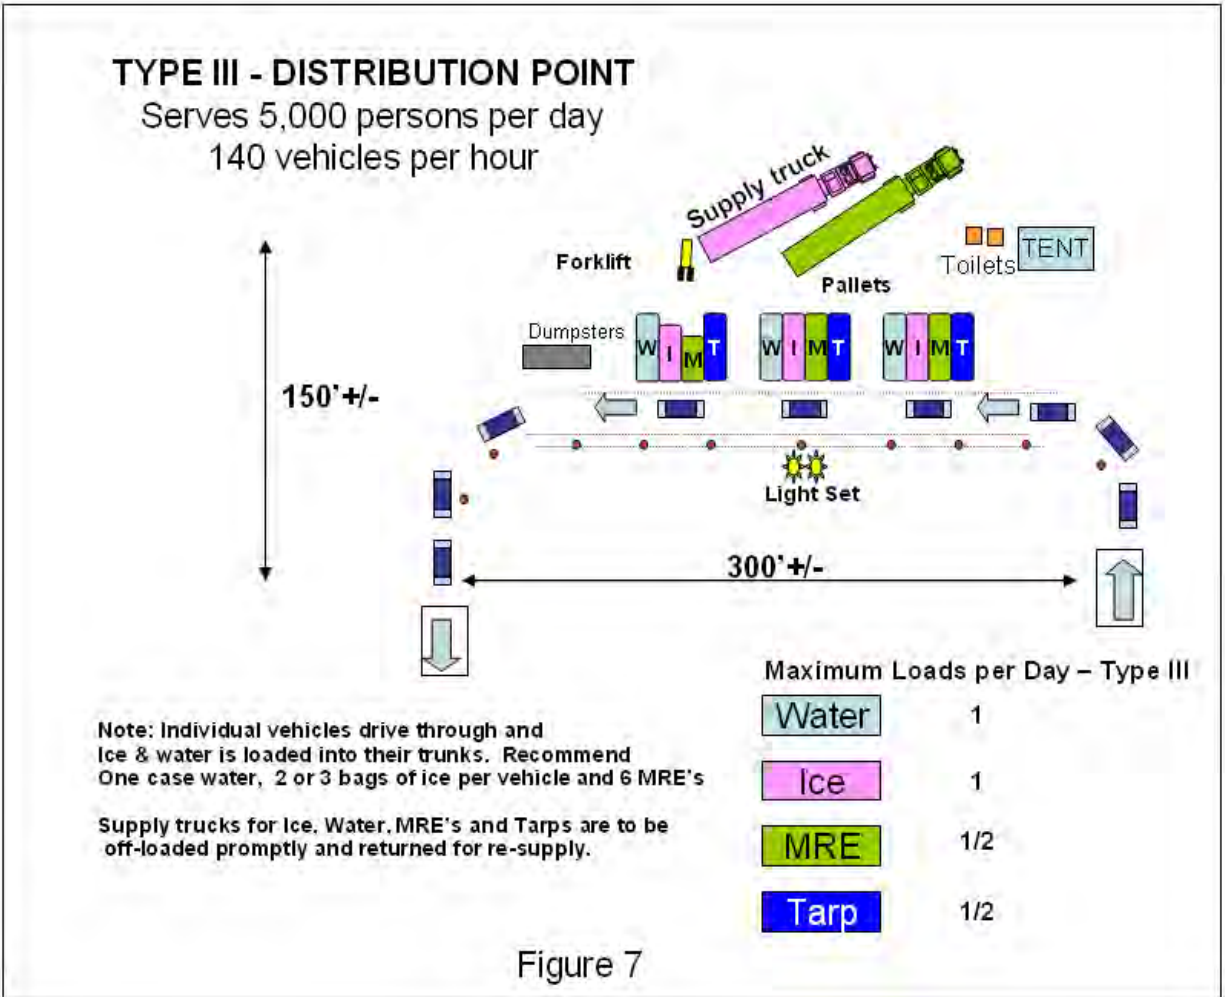 TYPE III - DISTRIBUTION POINT
Serves 5,000 persons per day
140 vehicles per hour
Supply truck
Forklift
Pallets
Toilets
TENT
Dumpsters
W I M T
W I M T
W I M T
150'+/-
Light Set
300'+/-
Maximum Loads per Day – Type III
Water 1
Ice 1
MRE 1/2
Tarp 1/2
Note: Individual vehicles drive through and
Ice & water is loaded into their trunks. Recommend
One case water, 2 or 3 bags of ice per vehicle and 6 MRE's
Supply trucks for Ice, Water, MRE's and Tarps are to be
off-loaded promptly and returned for re-supply.
Figure 7